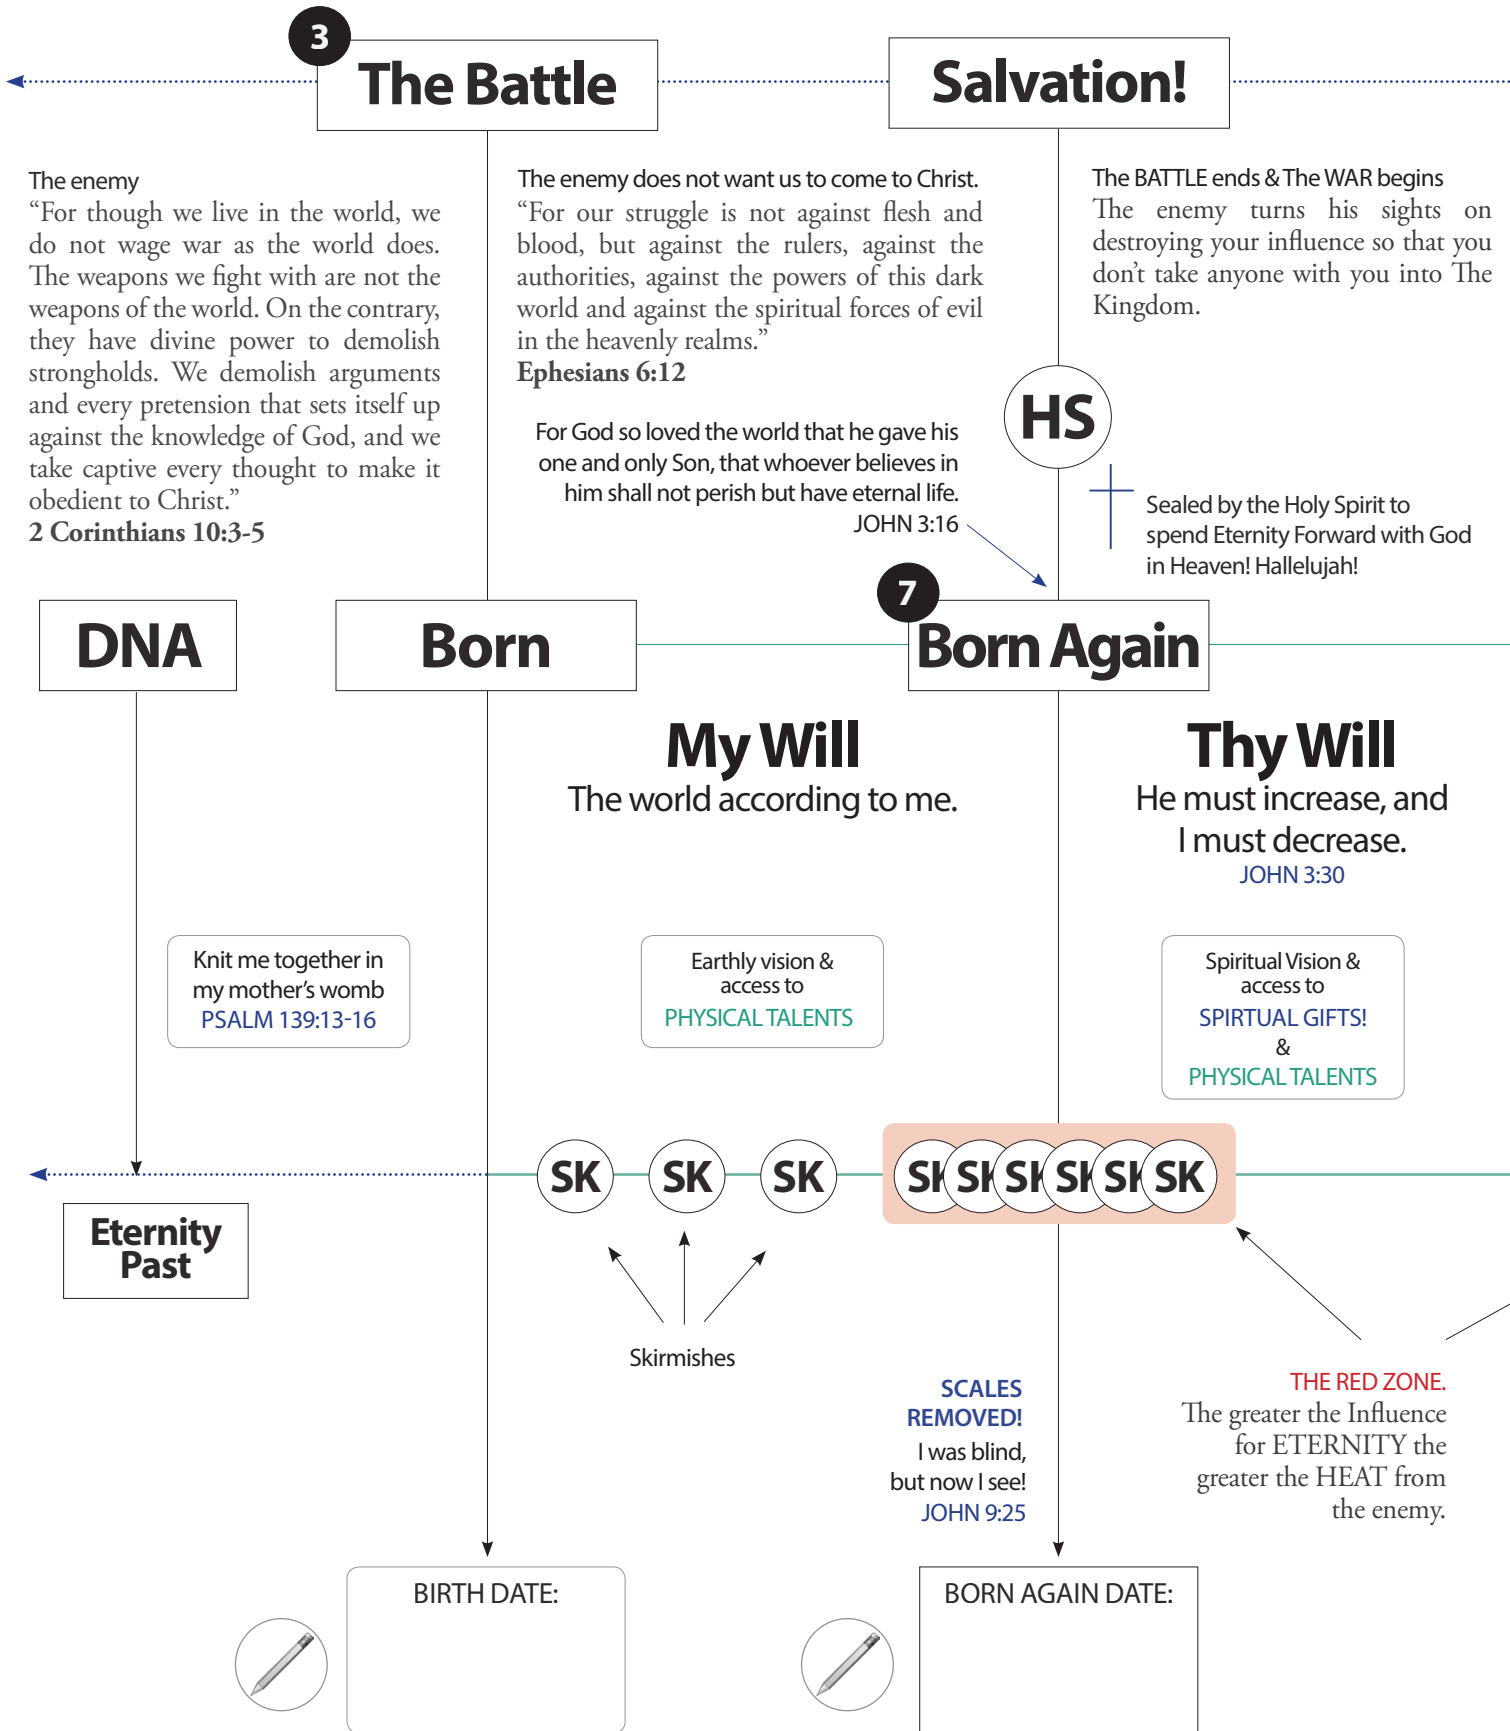 3
The Battle
Salvation!
The enemy
“For though we live in the world, we
do not wage war as the world does.
The weapons we fight with are not the
weapons of the world. On the contrary,
they have divine power to demolish
strongholds. We demolish arguments
and every pretension that sets itself up
against the knowledge of God, and we
take captive every thought to make it
obedient to Christ.”
2 Corinthians 10:3-5
The enemy does not want us to come to Christ.
“For our struggle is not against flesh and
blood, but against the rulers, against the
authorities, against the powers of this dark
world and against the spiritual forces of evil
in the heavenly realms.”
Ephesians 6:12
The BATTLE ends & The WAR begins
The enemy turns his sights on
destroying your influence so that you
don’t take anyone with you into The
Kingdom.
HS
For God so loved the world that he gave his
one and only Son, that whoever believes in
him shall not perish but have eternal life.
JOHN 3:16
Sealed by the Holy Spirit to
spend Eternity Forward with God
in Heaven! Hallelujah!
DNA
Born
7
Born Again
My Will
The world according to me.
Thy Will
He must increase, and
I must decrease.
JOHN 3:30
Knit me together in
my mother’s womb
PSALM 139:13-16
Earthly vision &
access to
PHYSICAL TALENTS
Spiritual Vision &
access to
SPIRTUAL GIFTS!
&
PHYSICAL TALENTS
SK
SK
SK
SK
SK
SK
SK
SK
SK
Eternity
Past
Skirmishes
SCALES
REMOVED!
I was blind,
but now I see!
JOHN 9:25
THE RED ZONE.
The greater the Influence
for ETERNITY the
greater the HEAT from
the enemy.
BIRTH DATE:
BORN AGAIN DATE: